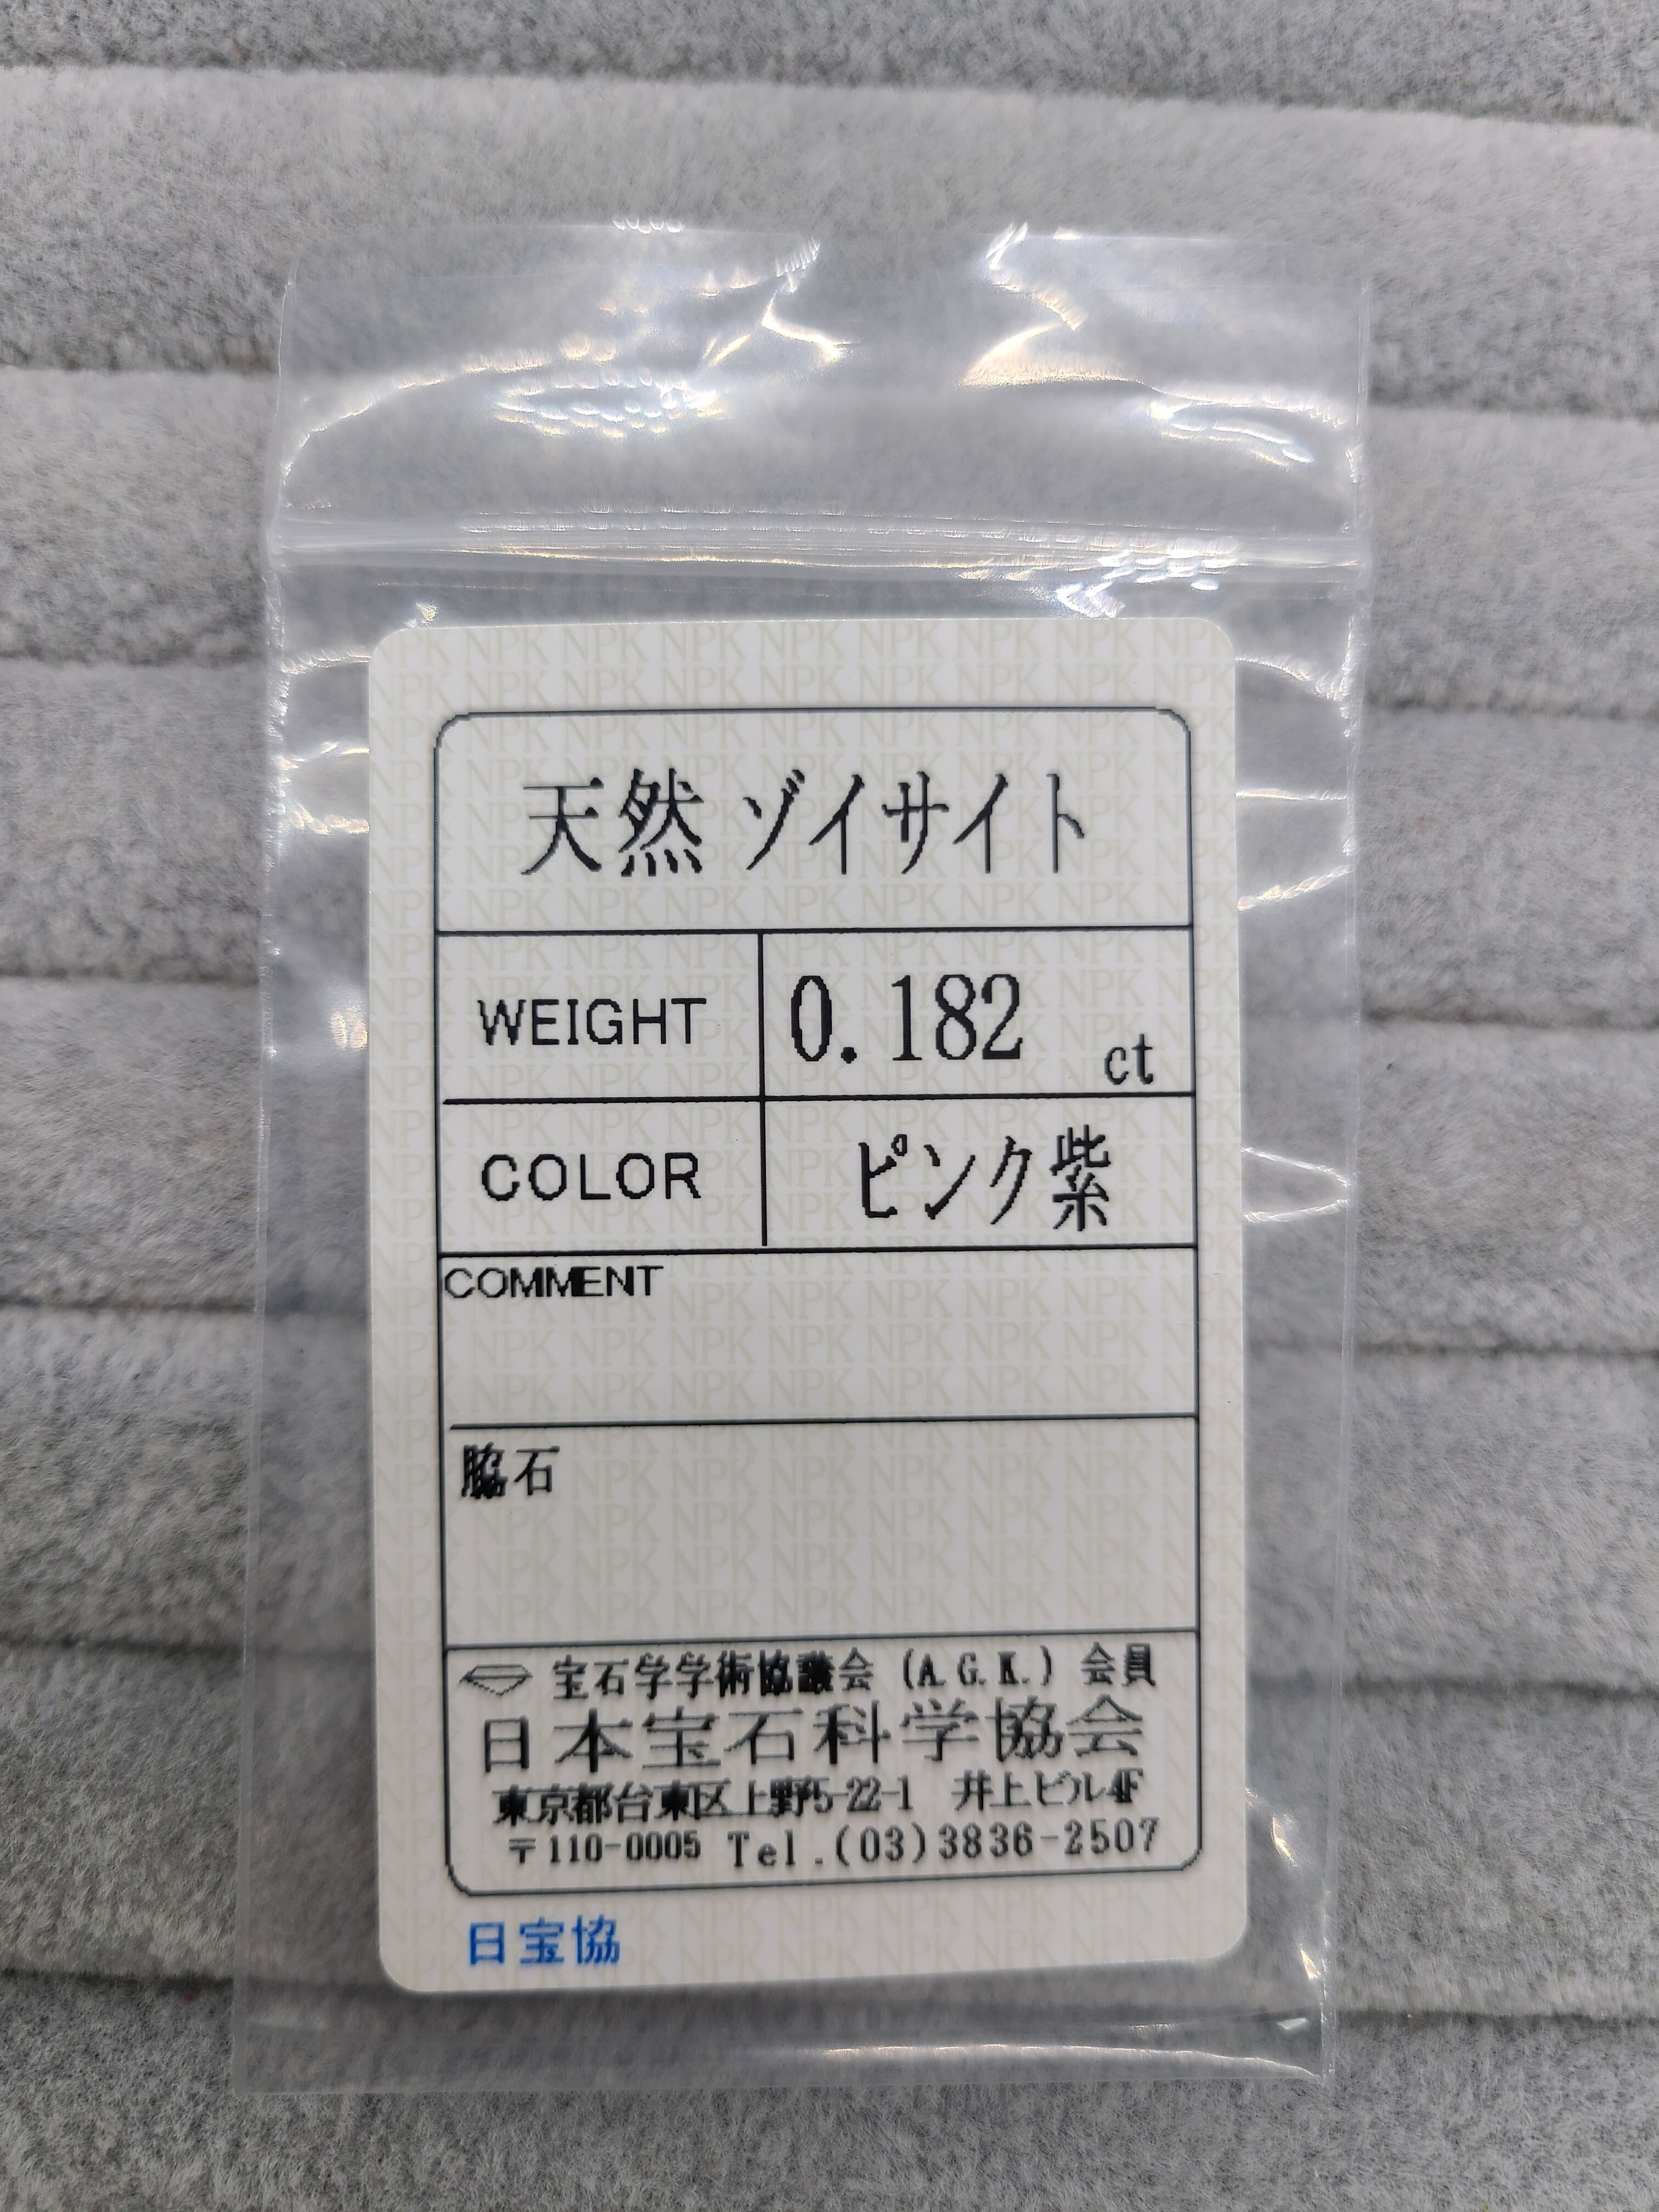 天然 ゾイサイト
WEIGHT 0.182 ct
COLOR ピンク紫
COMMENT
脇石
宝石学学術協議会 (A.G.K.) 会員
日本宝石科学協会
東京都台東区上野5-22-1 井上ビル4F
〒110-0005 Tel.(03)3836-2507
日宝協